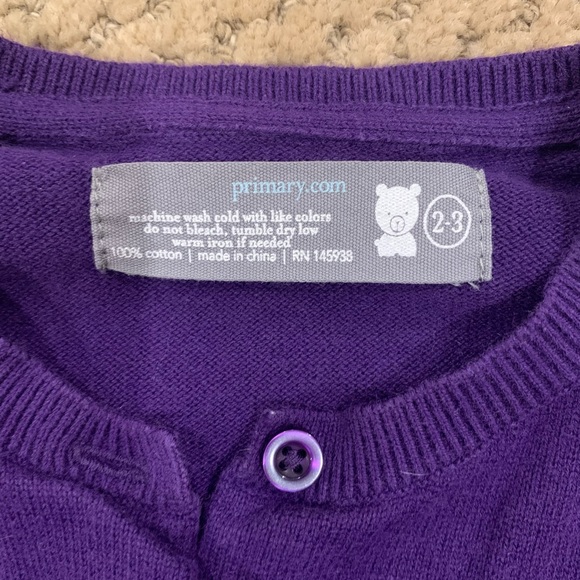 primary.com
machine wash cold with like colors
do not bleach, tumble dry low
warm iron if needed
100% cotton | made in china | RN 145938
2-3